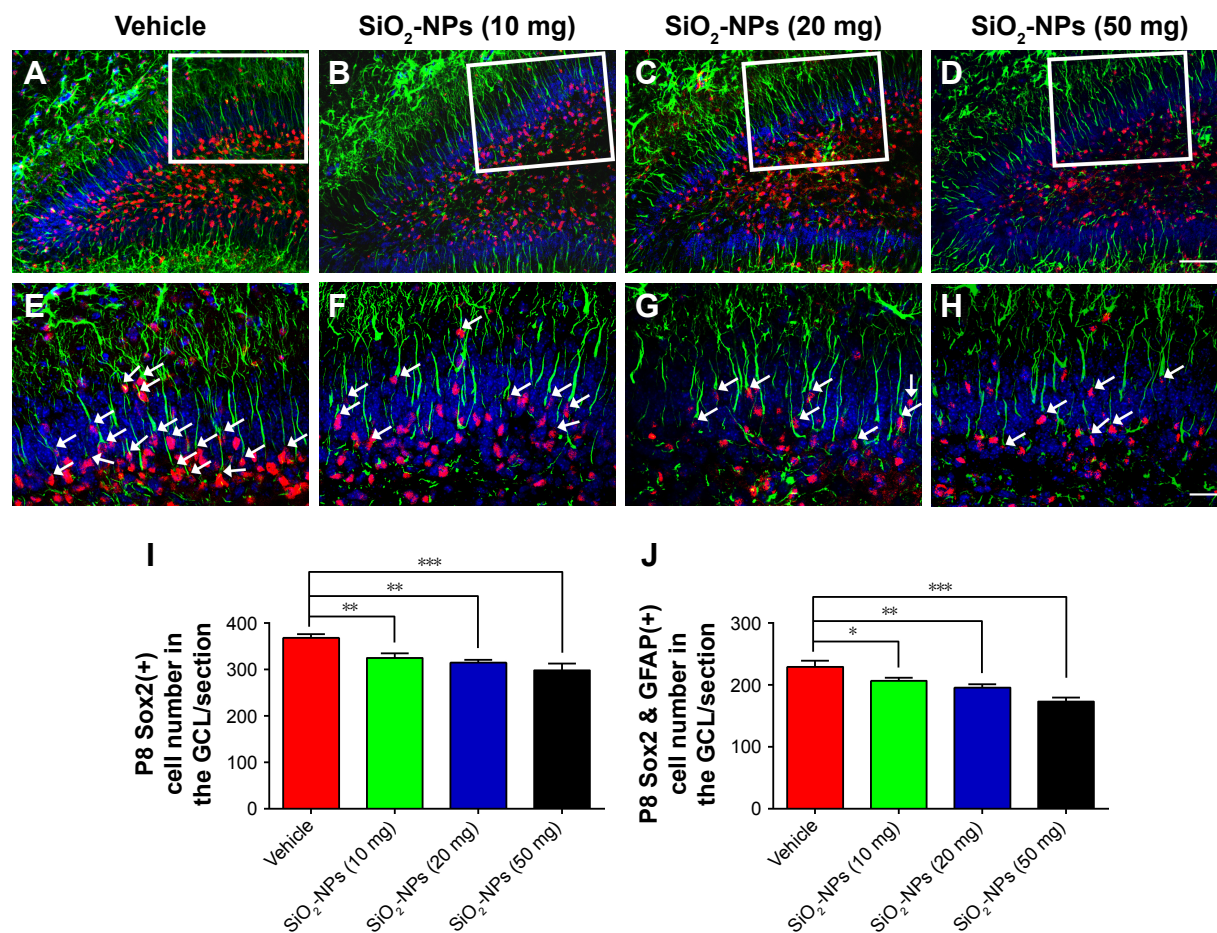 Vehicle
SiO₂-NPs (10 mg)
SiO₂-NPs (20 mg)
SiO₂-NPs (50 mg)
A
B
C
D
E
F
G
H
I
P8 Sox2(+)
cell number in
the GCL/section
400
300
200
100
0
**
**
***
Vehicle
SiO₂-NPs (10 mg)
SiO₂-NPs (20 mg)
SiO₂-NPs (50 mg)
J
P8 Sox2 & GFAP(+)
cell number in
the GCL/section
300
200
100
0
*
**
***
Vehicle
SiO₂-NPs (10 mg)
SiO₂-NPs (20 mg)
SiO₂-NPs (50 mg)